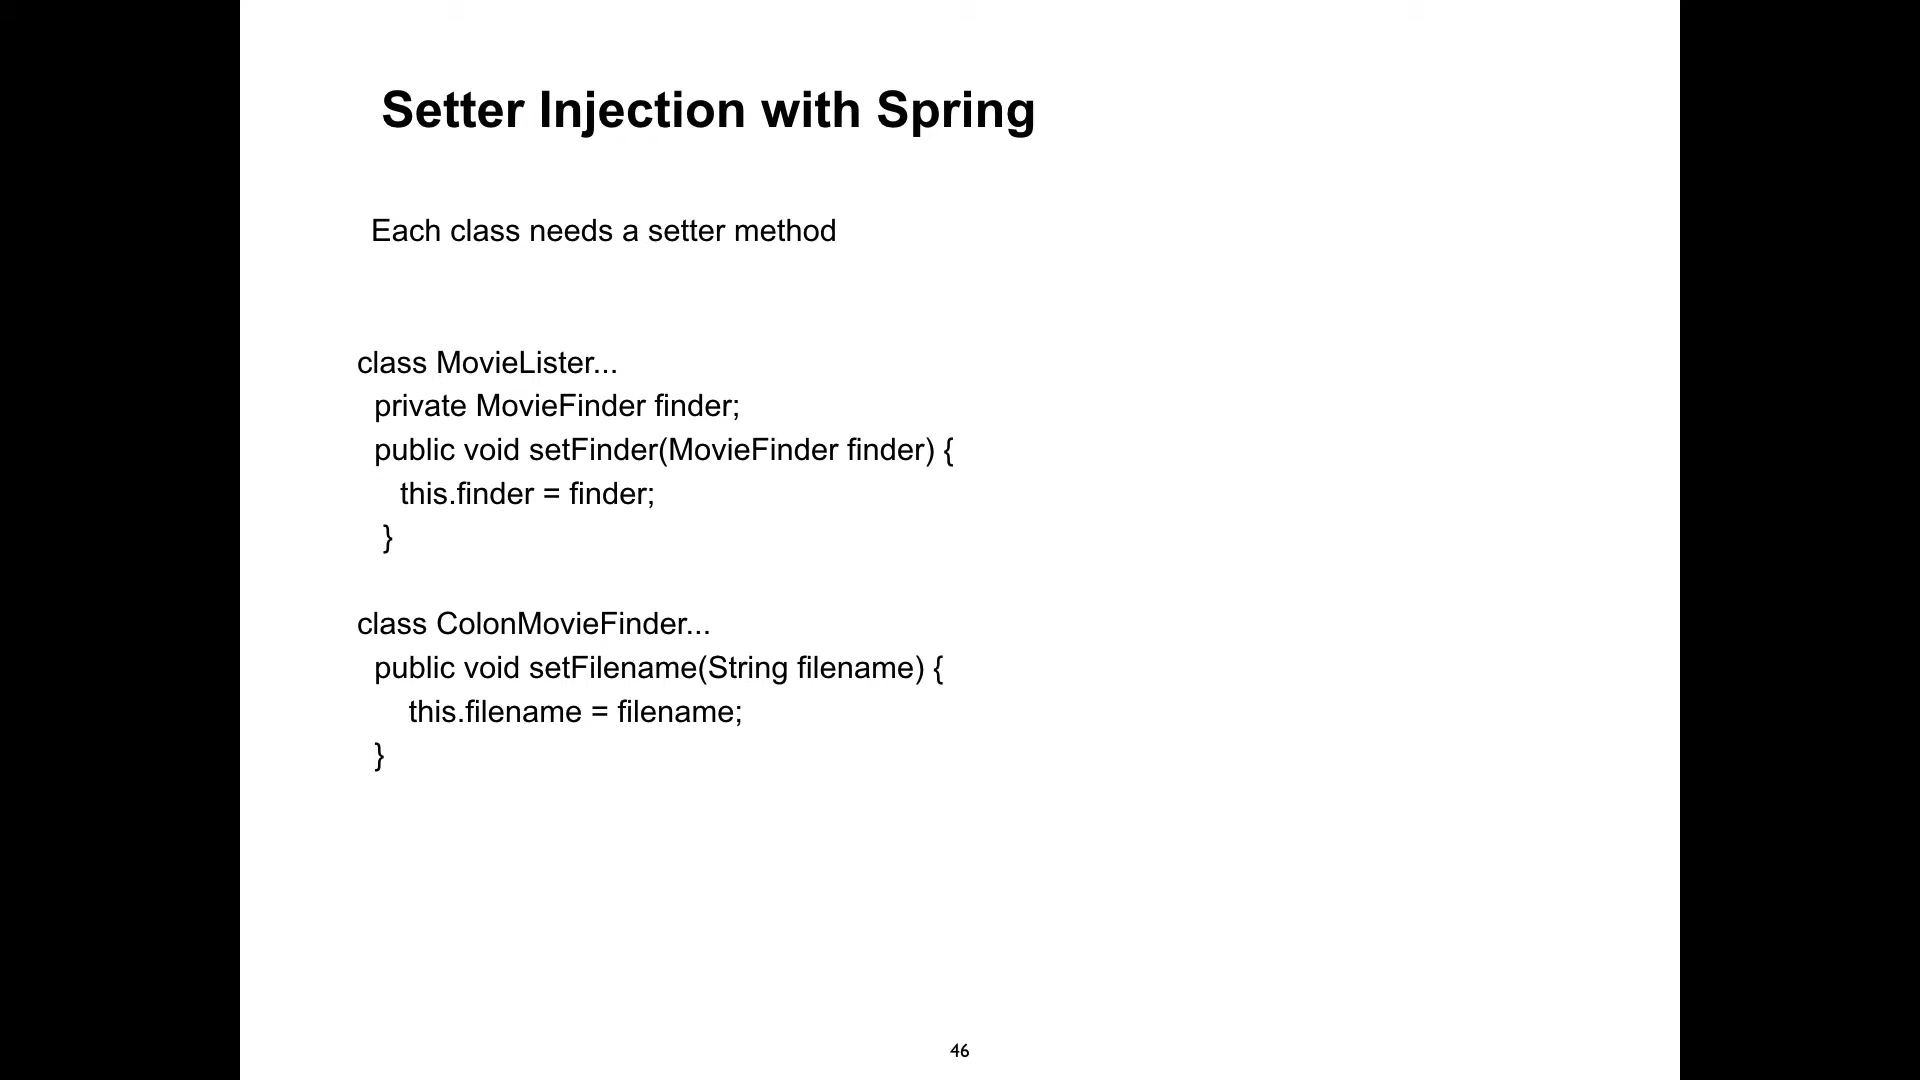 Setter Injection with Spring
Each class needs a setter method
class MovieLister...
private MovieFinder finder;
public void setFinder(MovieFinder finder) {
this.finder = finder;
}
class ColonMovieFinder...
public void setFilename(String filename) {
this.filename = filename;
}
46